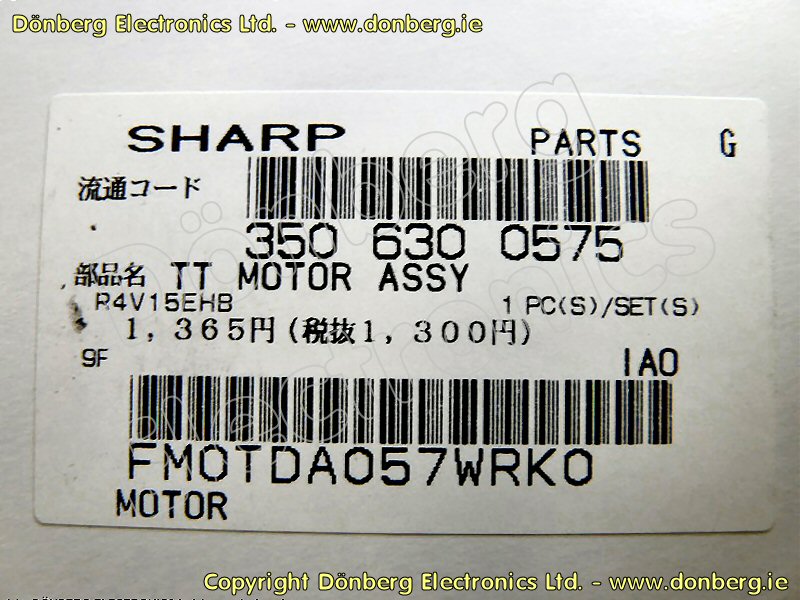 Dönberg Electronics Ltd. - www.donberg.ie
SHARP PARTS G
流通コード
350 630 0575
部品名 TT MOTOR ASSY
R4V15EHB 1 PC(S)/SET(S)
1,365円(税抜1,300円)
9F IA0
FMOTDA057WRK0
MOTOR
Dönberg
electronics
Copyright Dönberg Electronics Ltd. - www.donberg.ie